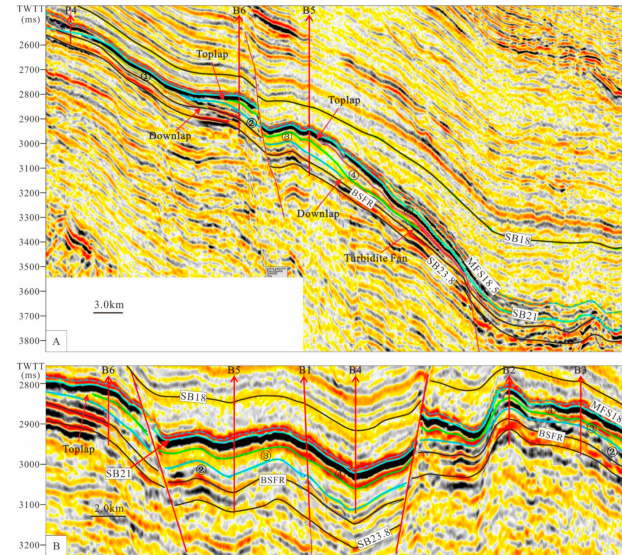 TWTT
(ms)
P4
B6
B5
2600
2700
2800
2900
3000
3100
3200
3300
3400
3500
3600
3700
3800
Toplap
Toplap
①
②
③
④
Downlap
Downlap
BSFR
Turbidite Fan
SB18
MFS18.5
SB21
SB23.8
3.0km
A
TWTT
(ms)
B6
B5
B1
B4
B2
B3
2800
2900
3000
3100
3200
SB18
MFS18
④
BSFR
③
②
Toplap
SB21
②
③
BSFR
SB23.8
2.0km
B